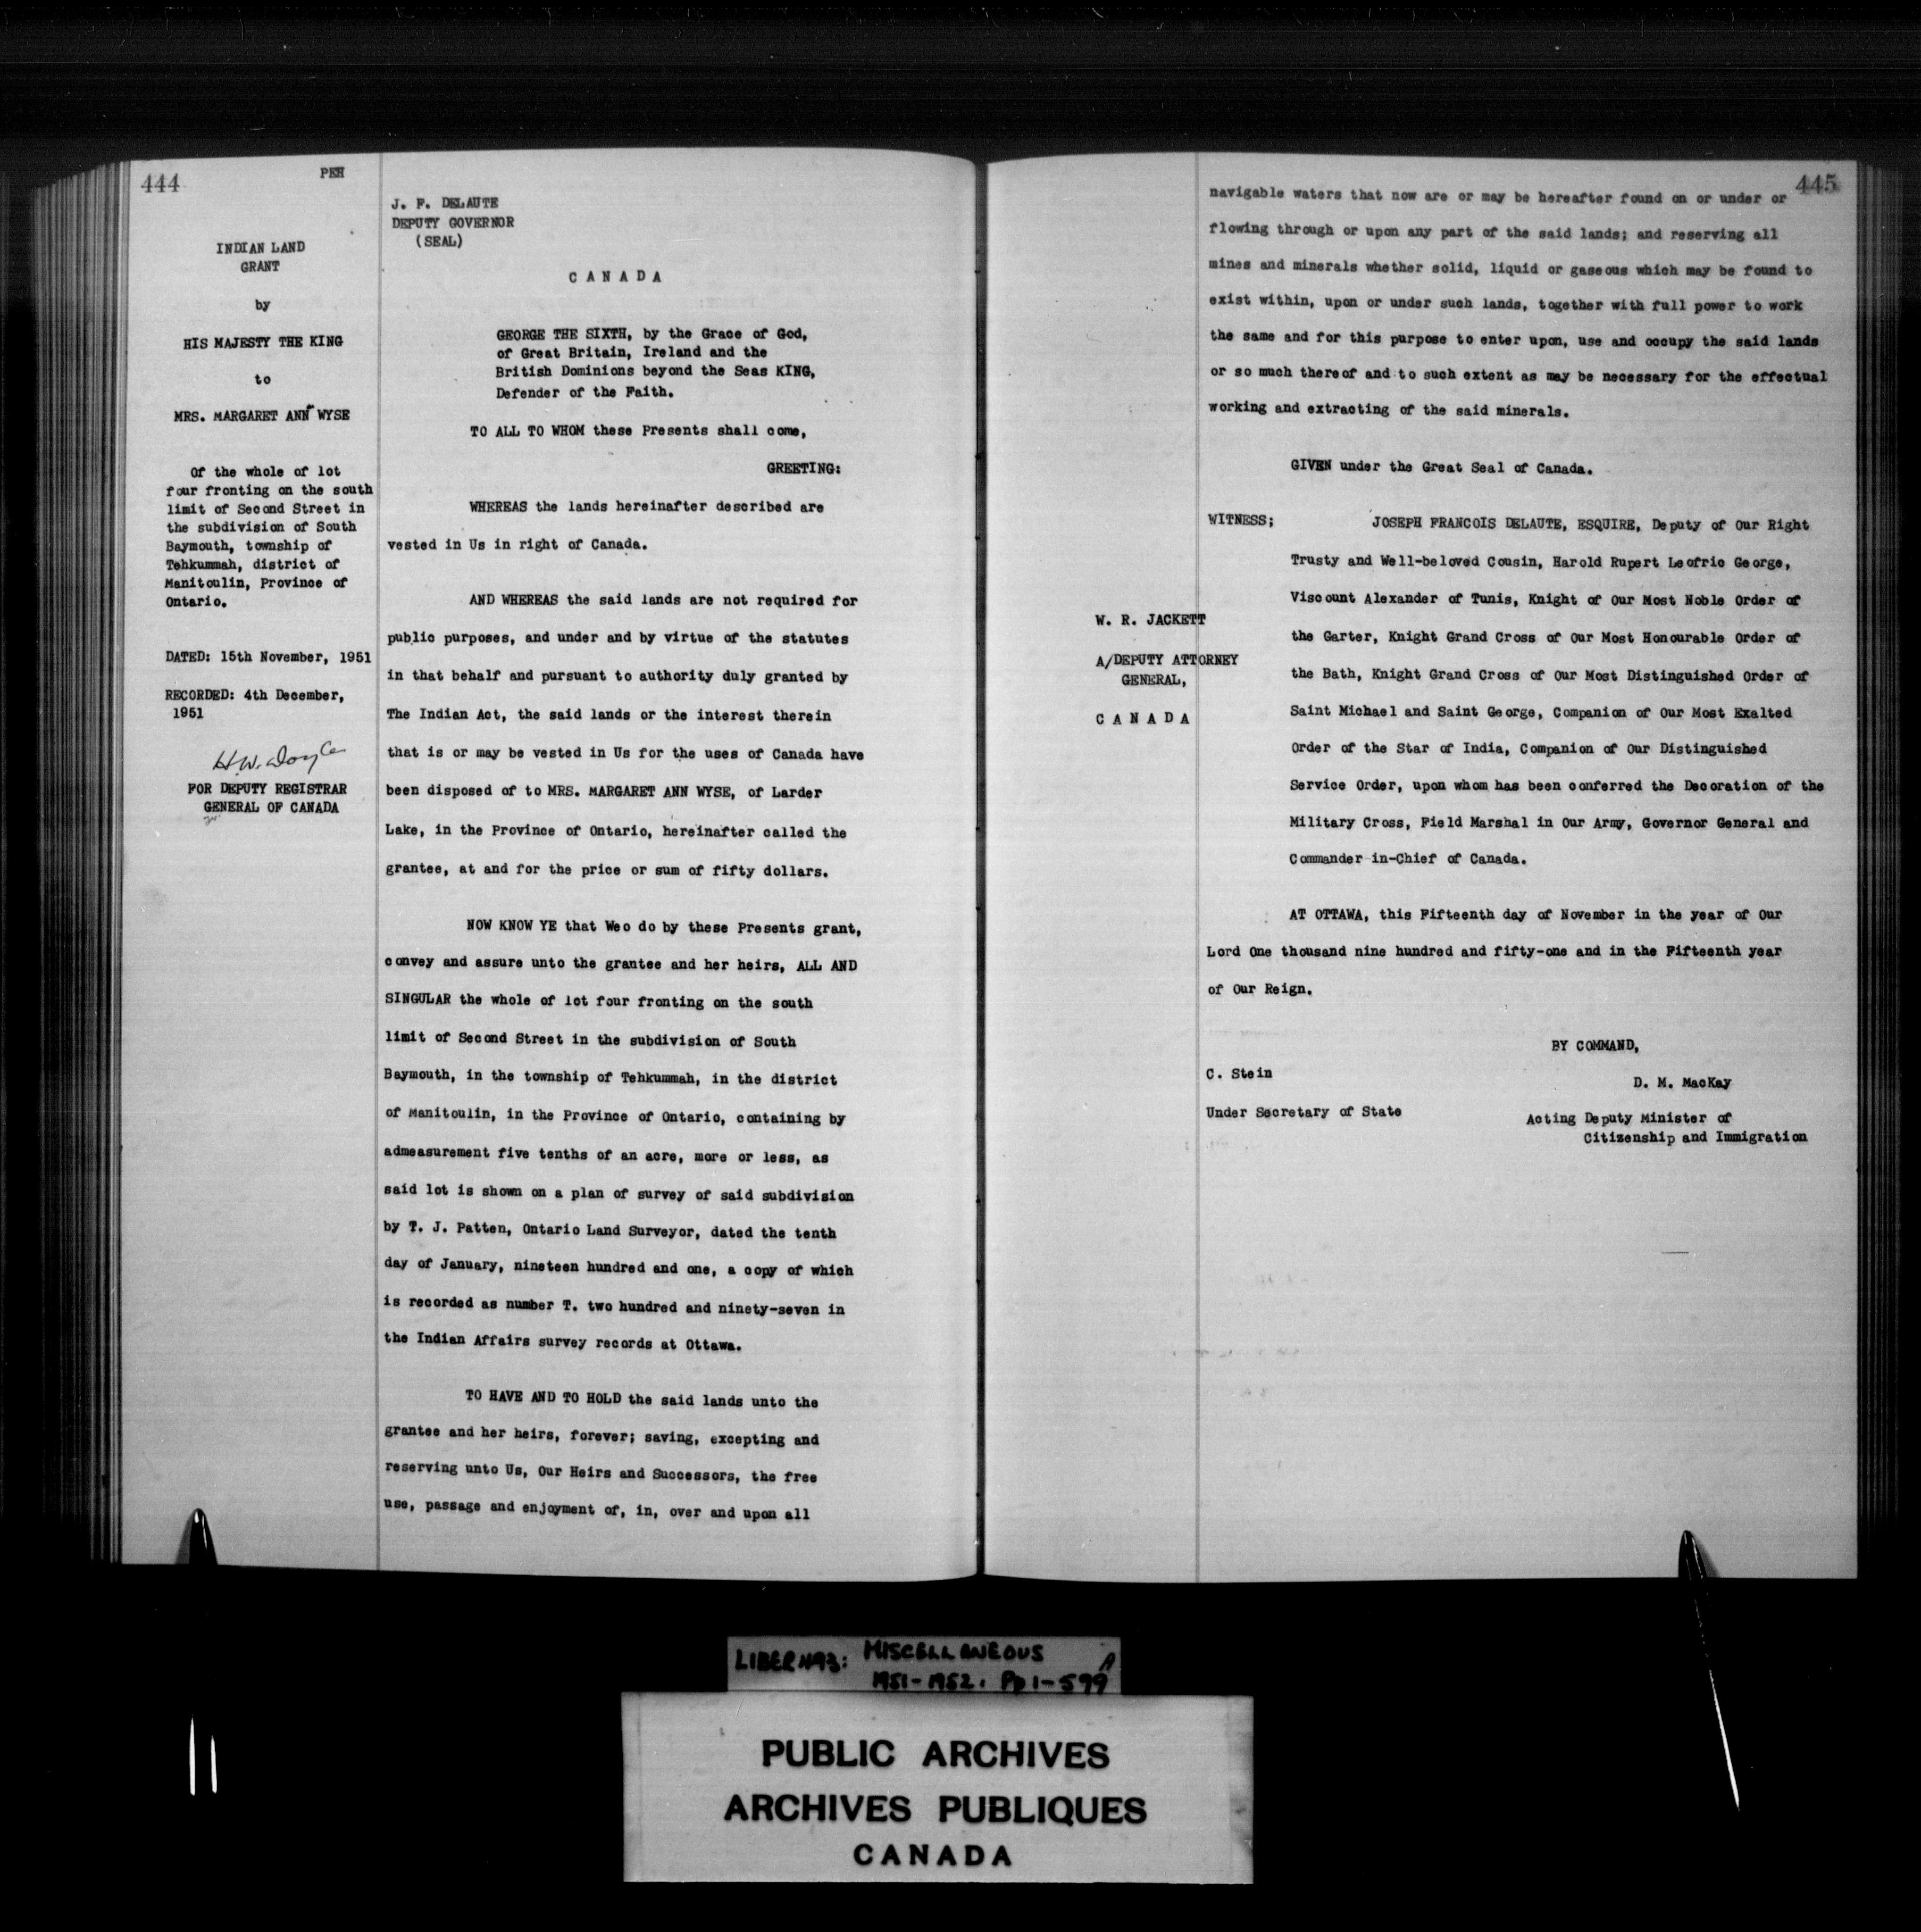 444
PEH
INDIAN LAND
GRANT
by
HIS MAJESTY THE KING
to
MRS. MARGARET ANN WYSE
Of the whole of lot
four fronting on the south
limit of Second Street in
the subdivision of South
Baymouth, township of
Tehkummah, district of
Manitoulin, Province of
Ontario.
DATED: 15th November, 1951
RECORDED: 4th December,
1951
H.W. Doyle
FOR DEPUTY REGISTRAR
GENERAL OF CANADA
J. F. DELAUTE
DEPUTY GOVERNOR
(SEAL)
C A N A D A
GEORGE THE SIXTH, by the Grace of God,
of Great Britain, Ireland and the
British Dominions beyond the Seas KING,
Defender of the Faith.
TO ALL TO WHOM these Presents shall come,
GREETING:
WHEREAS the lands hereinafter described are
vested in Us in right of Canada.
AND WHEREAS the said lands are not required for
public purposes, and under and by virtue of the statutes
in that behalf and pursuant to authority duly granted by
The Indian Act, the said lands or the interest therein
that is or may be vested in Us for the uses of Canada have
been disposed of to MRS. MARGARET ANN WYSE, of Larder
Lake, in the Province of Ontario, hereinafter called the
grantee, at and for the price or sum of fifty dollars.
NOW KNOW YE that Weo do by these Presents grant,
convey and assure unto the grantee and her heirs, ALL AND
SINGULAR the whole of lot four fronting on the south
limit of Second Street in the subdivision of South
Baymouth, in the township of Tehkummah, in the district
of Manitoulin, in the Province of Ontario, containing by
admeasurement five tenths of an acre, more or less, as
said lot is shown on a plan of survey of said subdivision
by T. J. Patten, Ontario Land Surveyor, dated the tenth
day of January, nineteen hundred and one, a copy of which
is recorded as number T. two hundred and ninety-seven in
the Indian Affairs survey records at Ottawa.
TO HAVE AND TO HOLD the said lands unto the
grantee and her heirs, forever; saving, excepting and
reserving unto Us, Our Heirs and Successors, the free
use, passage and enjoyment of, in, over and upon all
445
navigable waters that now are or may be hereafter found on or under or
flowing through or upon any part of the said lands; and reserving all
mines and minerals whether solid, liquid or gaseous which may be found to
exist within, upon or under such lands, together with full power to work
the same and for this purpose to enter upon, use and occupy the said lands
or so much thereof and to such extent as may be necessary for the effectual
working and extracting of the said minerals.
GIVEN under the Great Seal of Canada.
WITNESS; JOSEPH FRANCOIS DELAUTE, ESQUIRE, Deputy of Our Right
Trusty and Well-beloved Cousin, Harold Rupert Leofric George,
Viscount Alexander of Tunis, Knight of Our Most Noble Order of
the Garter, Knight Grand Cross of Our Most Honourable Order of
the Bath, Knight Grand Cross of Our Most Distinguished Order of
Saint Michael and Saint George, Companion of Our Most Exalted
Order of the Star of India, Companion of Our Distinguished
Service Order, upon whom has been conferred the Decoration of the
Military Cross, Field Marshal in Our Army, Governor General and
Commander in-Chief of Canada.
W. R. JACKETT
A/DEPUTY ATTORNEY
GENERAL,
C A N A D A
AT OTTAWA, this Fifteenth day of November in the year of Our
Lord One thousand nine hundred and fifty-one and in the Fifteenth year
of Our Reign.
BY COMMAND,
C. Stein
Under Secretary of State
D. M. MacKay
Acting Deputy Minister of
Citizenship and Immigration
LIBER 493: MISCELLANEOUS A
1951-1952. Pp 1-599
PUBLIC ARCHIVES
ARCHIVES PUBLIQUES
CANADA